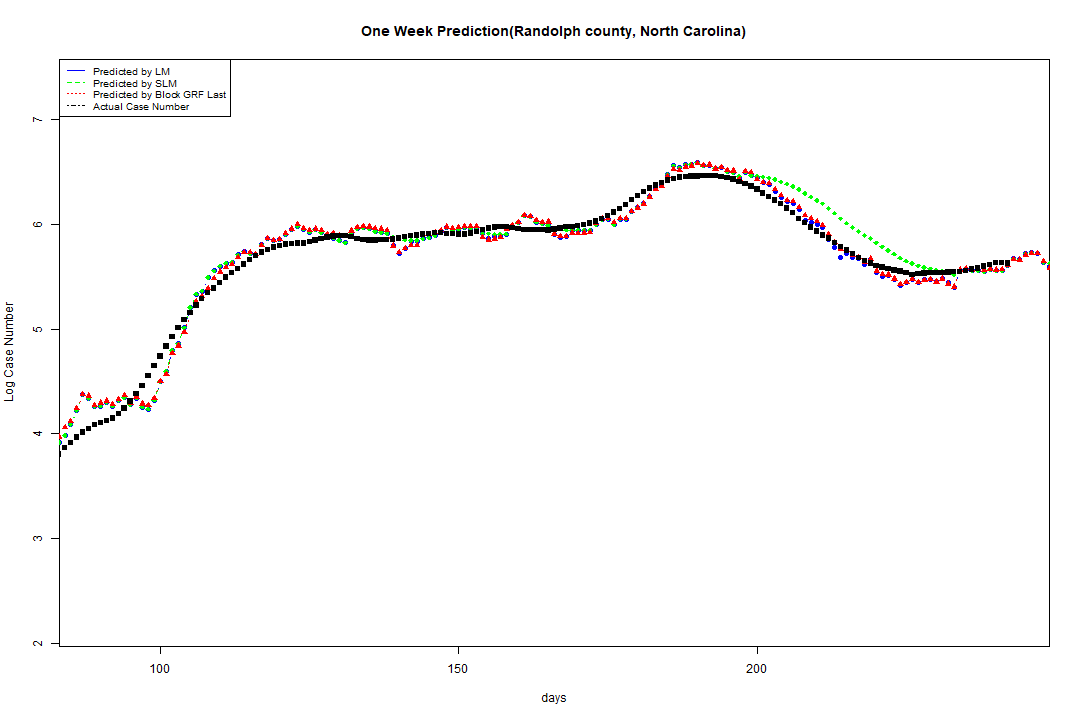 One Week Prediction(Randolph county, North Carolina)
Predicted by LM
Predicted by SLM
Predicted by Block GRF Last
Actual Case Number
Log Case Number
7
6
5
4
3
2
100
150
200
days